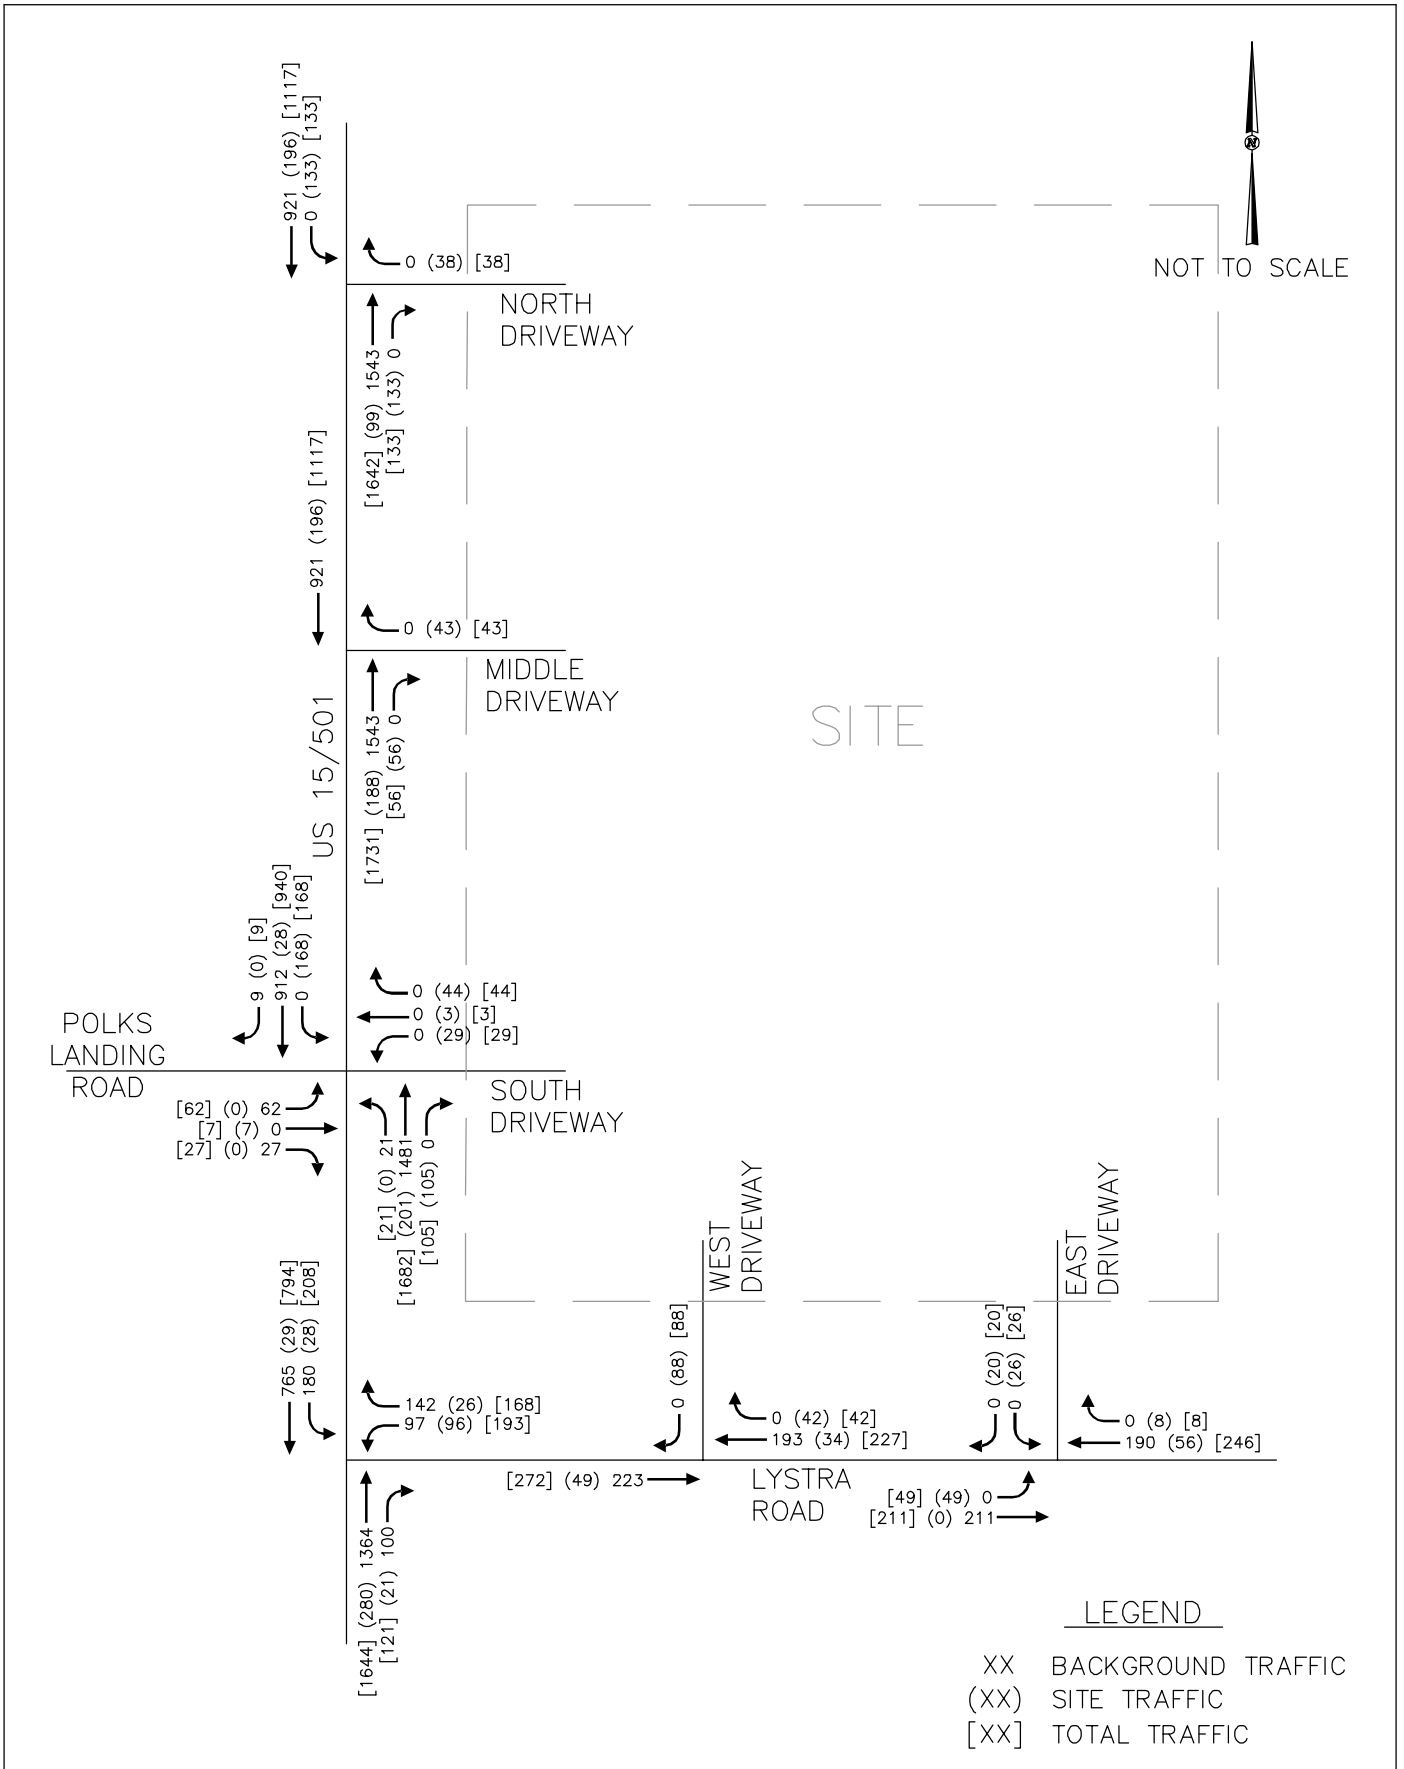 921 (196) [1117]
0 (133) [133]
N
NOT TO SCALE
0 (38) [38]
NORTH
DRIVEWAY
[1642] (99) 1543
[133] (133) 0
921 (196) [1117]
0 (43) [43]
MIDDLE
DRIVEWAY
[1731] (188) 1543
[56] (56) 0
US 15/501
SITE
9 (0) [9]
912 (28) [940]
0 (168) [168]
0 (44) [44]
0 (3) [3]
0 (29) [29]
POLKS
LANDING
ROAD
SOUTH
DRIVEWAY
[62] (0) 62
[7] (7) 0
[27] (0) 27
[21] (0) 21
[1682] (201) 1481
[105] (105) 0
WEST
DRIVEWAY
EAST
DRIVEWAY
765 (29) [794]
180 (28) [208]
0 (88) [88]
0 (20) [20]
0 (26) [26]
142 (26) [168]
97 (96) [193]
0 (42) [42]
193 (34) [227]
0 (8) [8]
190 (56) [246]
[272] (49) 223
LYSTRA
ROAD
[49] (49) 0
[211] (0) 211
[1644] (280) 1364
[121] (21) 100
LEGEND
XX BACKGROUND TRAFFIC
(XX) SITE TRAFFIC
[XX] TOTAL TRAFFIC